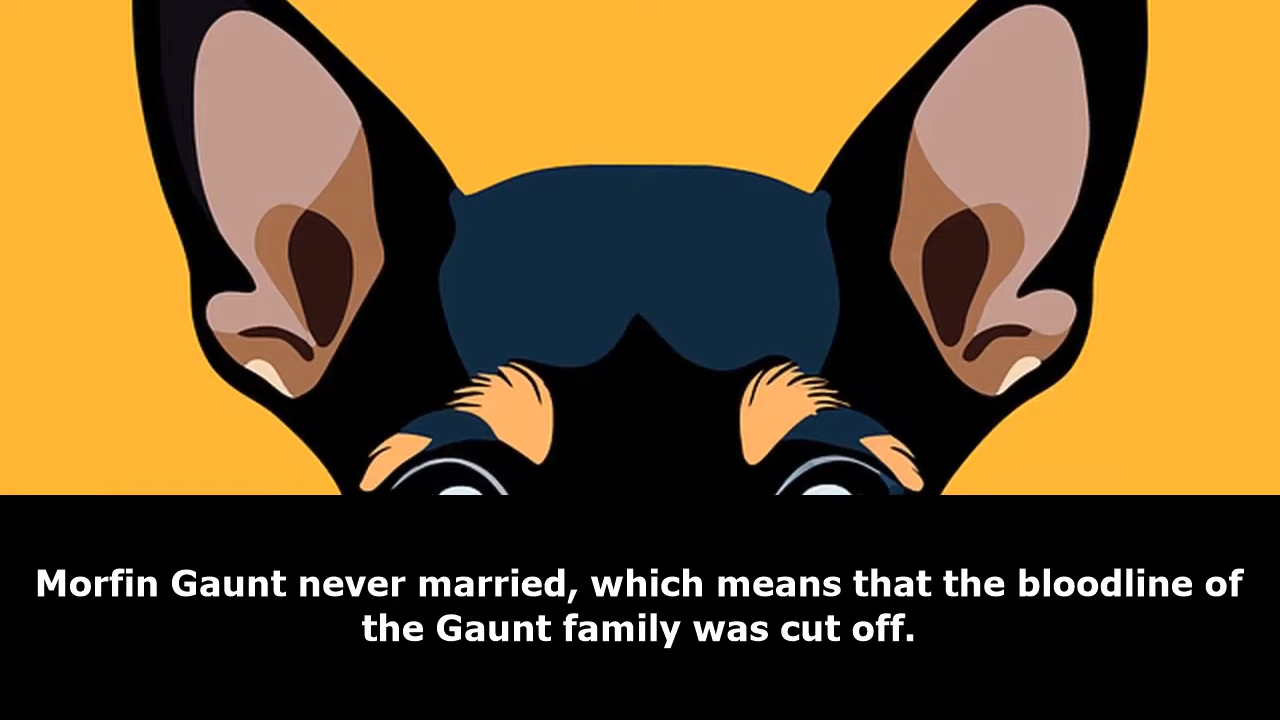 Morfin Gaunt never married, which means that the bloodline of
the Gaunt family was cut off.